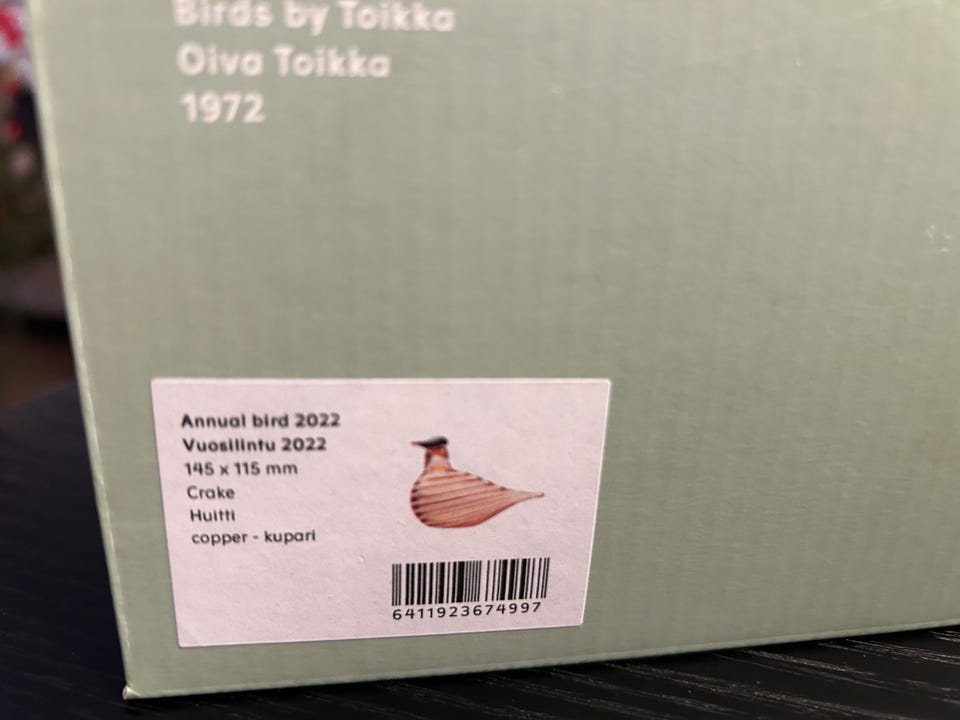 Birds by Toikka
Oiva Toikka
1972
Annual bird 2022
Vuosilintu 2022
145 x 115 mm
Crake
Huitti
copper - kupari
6411923674997